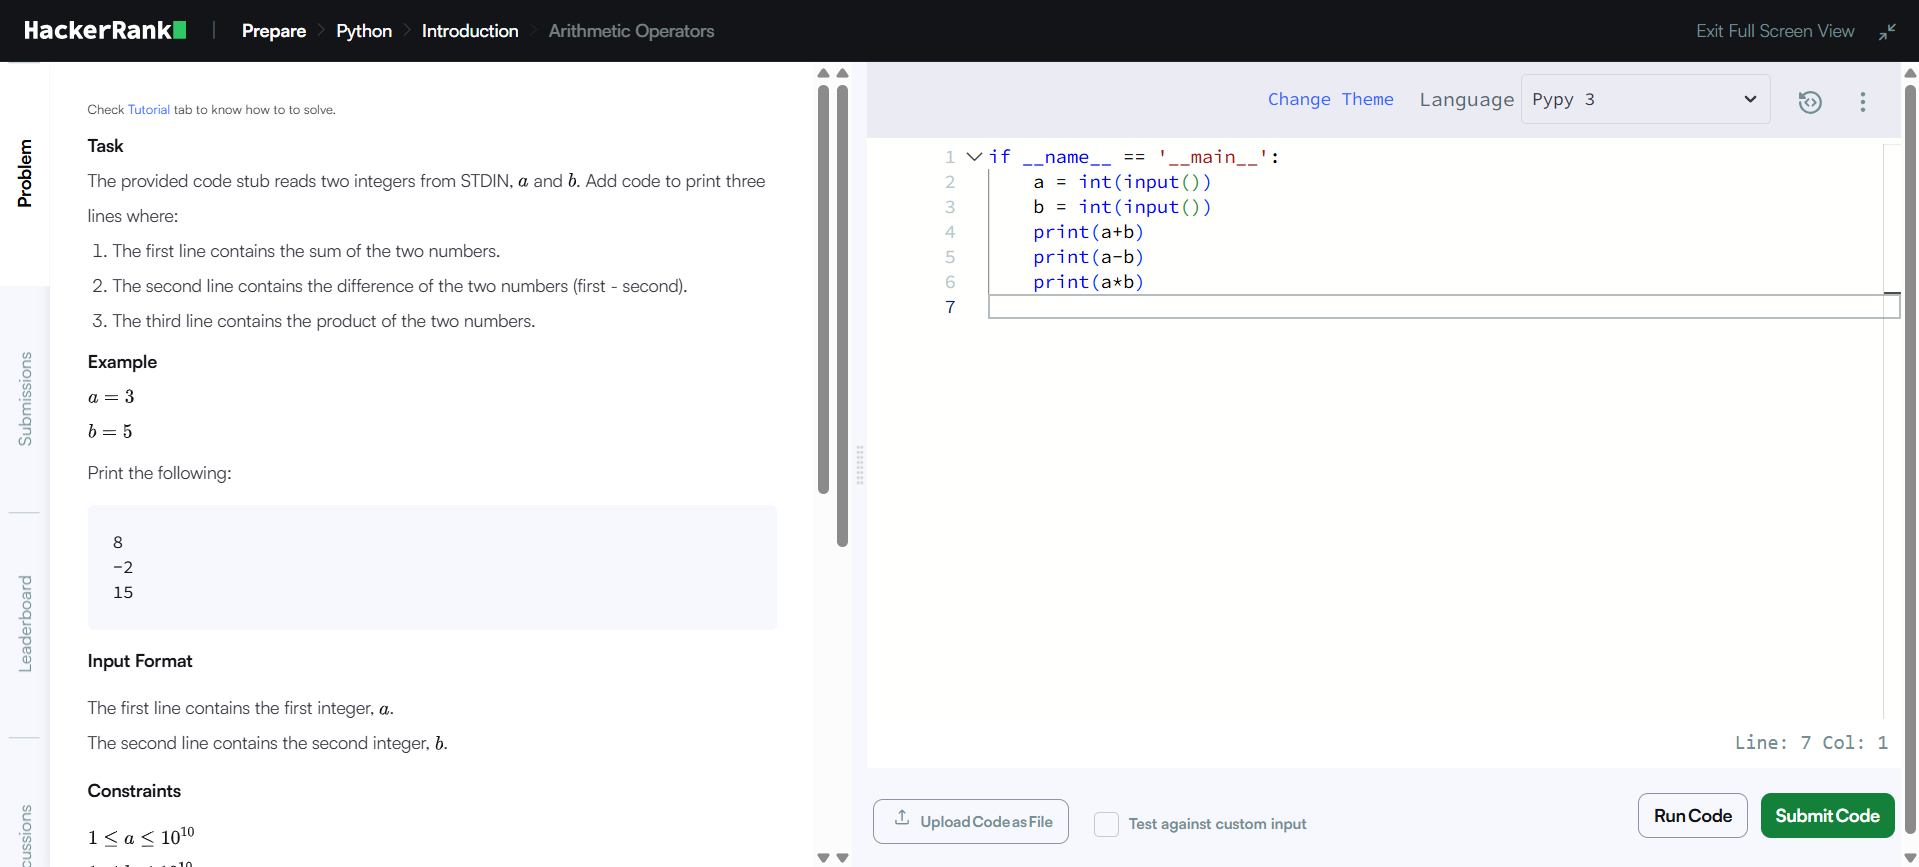 HackerRank
Prepare
Python
Introduction
Arithmetic Operators
Exit Full Screen View
Problem
Submissions
Leaderboard
cussions
Check Tutorial tab to know how to to solve.
Task
The provided code stub reads two integers from STDIN, a and b. Add code to print three
lines where:
1. The first line contains the sum of the two numbers.
2. The second line contains the difference of the two numbers (first - second).
3. The third line contains the product of the two numbers.
Example
a = 3
b = 5
Print the following:
8
-2
15
Input Format
The first line contains the first integer, a.
The second line contains the second integer, b.
Constraints
1 ≤ a ≤ 10¹⁰
Change Theme Language Pypy 3
1 if __name__ == '__main__':
2 a = int(input())
3 b = int(input())
4 print(a+b)
5 print(a-b)
6 print(a*b)
7
Line: 7 Col: 1
Upload Code as File
Test against custom input
Run Code
Submit Code